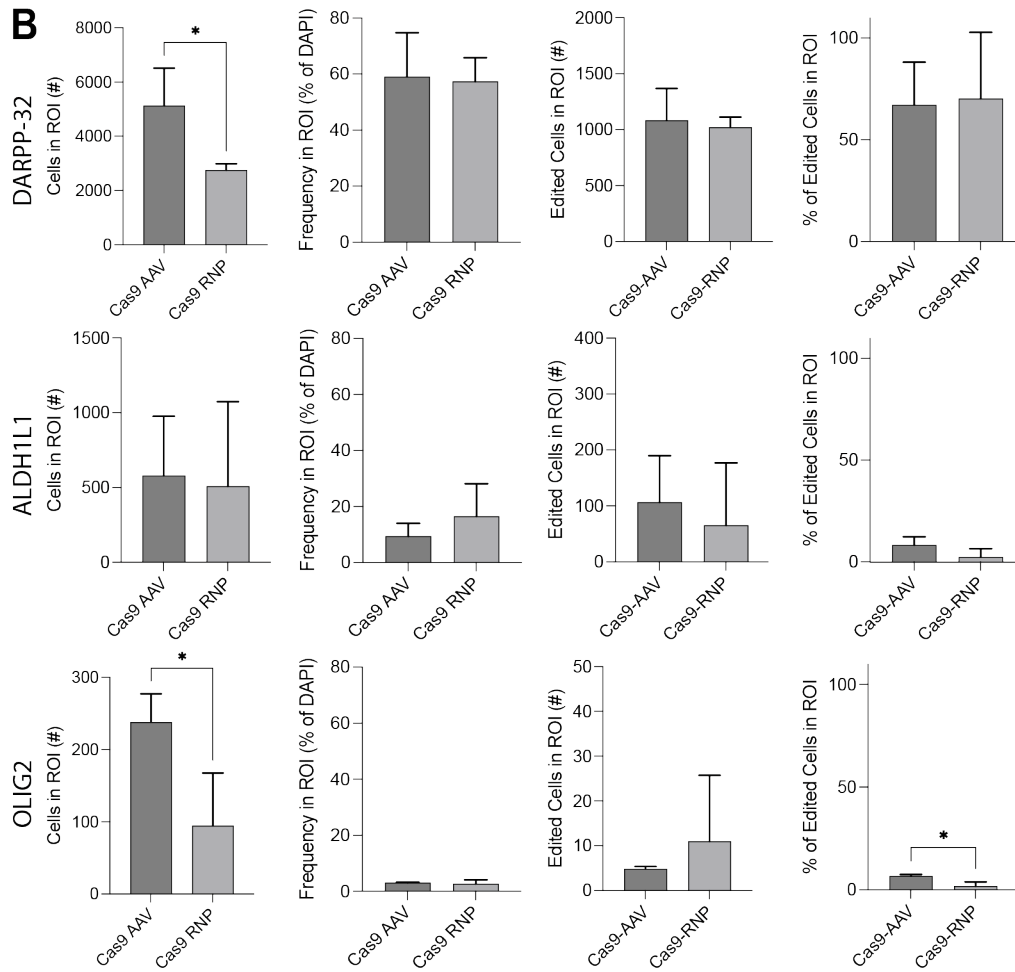 B
DARPP-32
Cells in ROI (#)
8000
6000
4000
2000
0
*
Cas9 AAV
Cas9 RNP
Frequency in ROI (% of DAPI)
80
60
40
20
0
Cas9 AAV
Cas9 RNP
Edited Cells in ROI (#)
2000
1500
1000
500
0
Cas9-AAV
Cas9-RNP
% of Edited Cells in ROI
100
50
0
Cas9-AAV
Cas9-RNP
ALDH1L1
Cells in ROI (#)
1500
1000
500
0
Cas9 AAV
Cas9 RNP
Frequency in ROI (% of DAPI)
80
60
40
20
0
Cas9 AAV
Cas9 RNP
Edited Cells in ROI (#)
400
300
200
100
0
Cas9-AAV
Cas9-RNP
% of Edited Cells in ROI
100
50
0
Cas9-AAV
Cas9-RNP
OLIG2
Cells in ROI (#)
300
200
100
0
*
Cas9 AAV
Cas9 RNP
Frequency in ROI (% of DAPI)
80
60
40
20
0
Cas9 AAV
Cas9 RNP
Edited Cells in ROI (#)
50
40
30
20
10
0
Cas9-AAV
Cas9-RNP
% of Edited Cells in ROI
100
50
0
*
Cas9-AAV
Cas9-RNP